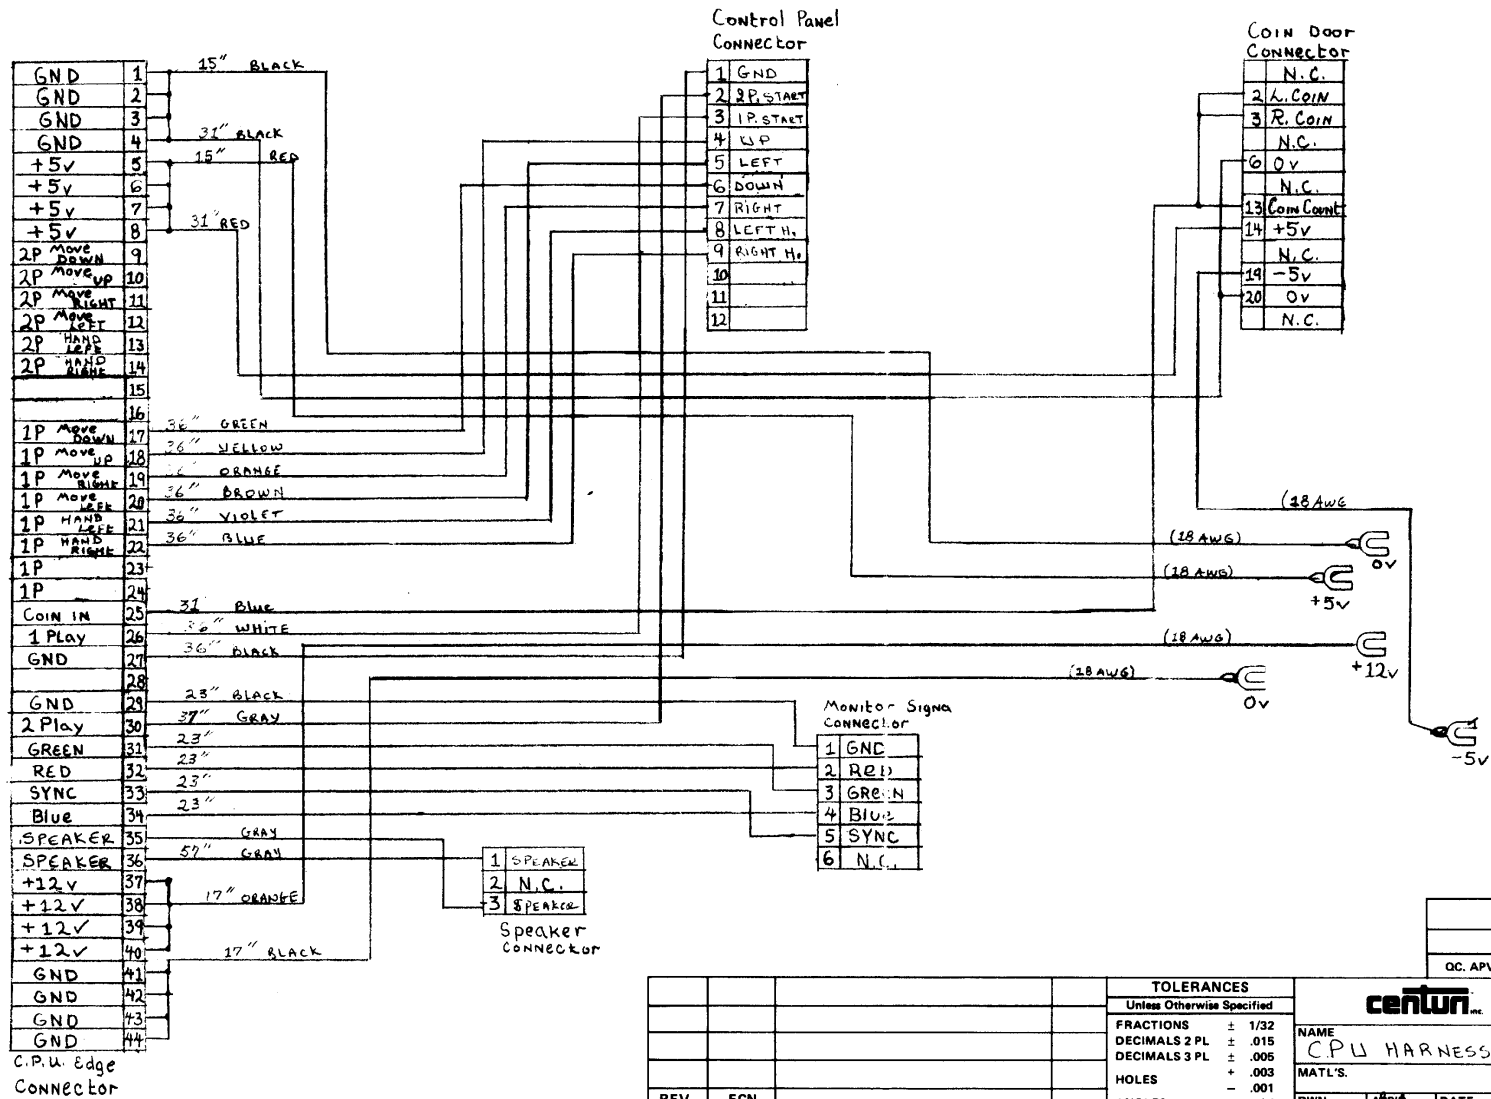 Control Panel
Connector
Coin Door
Connector
GND 1
GND 2
GND 3
GND 4
+5v 5
+5v 6
+5v 7
+5v 8
2P Move DOWN 9
2P Move UP 10
2P Move RIGHT 11
2P Move LEFT 12
2P HAND LEFT 13
2P HAND RIGHT 14
15
16
1P Move DOWN 17
1P Move UP 18
1P Move RIGHT 19
1P Move LEFT 20
1P HAND LEFT 21
1P HAND RIGHT 22
1P 23
1P 24
COIN IN 25
1 Play 26
GND 27
28
GND 29
2 Play 30
GREEN 31
RED 32
SYNC 33
Blue 34
SPEAKER 35
SPEAKER 36
+12v 37
+12v 38
+12v 39
+12v 40
GND 41
GND 42
GND 43
GND 44
C.P.U. Edge
Connector
15" BLACK
31" BLACK
15" RED
31" RED
36" GREEN
36" YELLOW
36" ORANGE
36" BROWN
36" VIOLET
36" BLUE
31 Blue
36" WHITE
36" BLACK
23" BLACK
37" GRAY
23"
23"
23"
23"
GRAY
57" GRAY
17" ORANGE
17" BLACK
1 GND
2 2P. START
3 1P. START
4 UP
5 LEFT
6 DOWN
7 RIGHT
8 LEFT H.
9 RIGHT H.
10
11
12
N.C.
2 L. COIN
3 R. COIN
N.C.
6 0v
N.C.
13 Coin Count
14 +5v
N.C.
19 -5v
20 0v
N.C.
(18 AWG
(18 AWG)
0v
(18 AWG)
+5v
(18 AWG)
+12v
(18 AWG)
0v
-5v
Monitor Signa
Connector
1 GND
2 Red
3 GReeN
4 Blue
5 SYNC
6 N.C.
1 SPEAKER
2 N.C.
3 SPEAKER
Speaker
Connector
QC. APV
TOLERANCES
Unless Otherwise Specified
FRACTIONS ± 1/32
DECIMALS 2 PL ± .015
DECIMALS 3 PL ± .005
HOLES + .003
- .001
centuri inc.
NAME
C.P.U HARNESS
MATL'S.
REV ECN